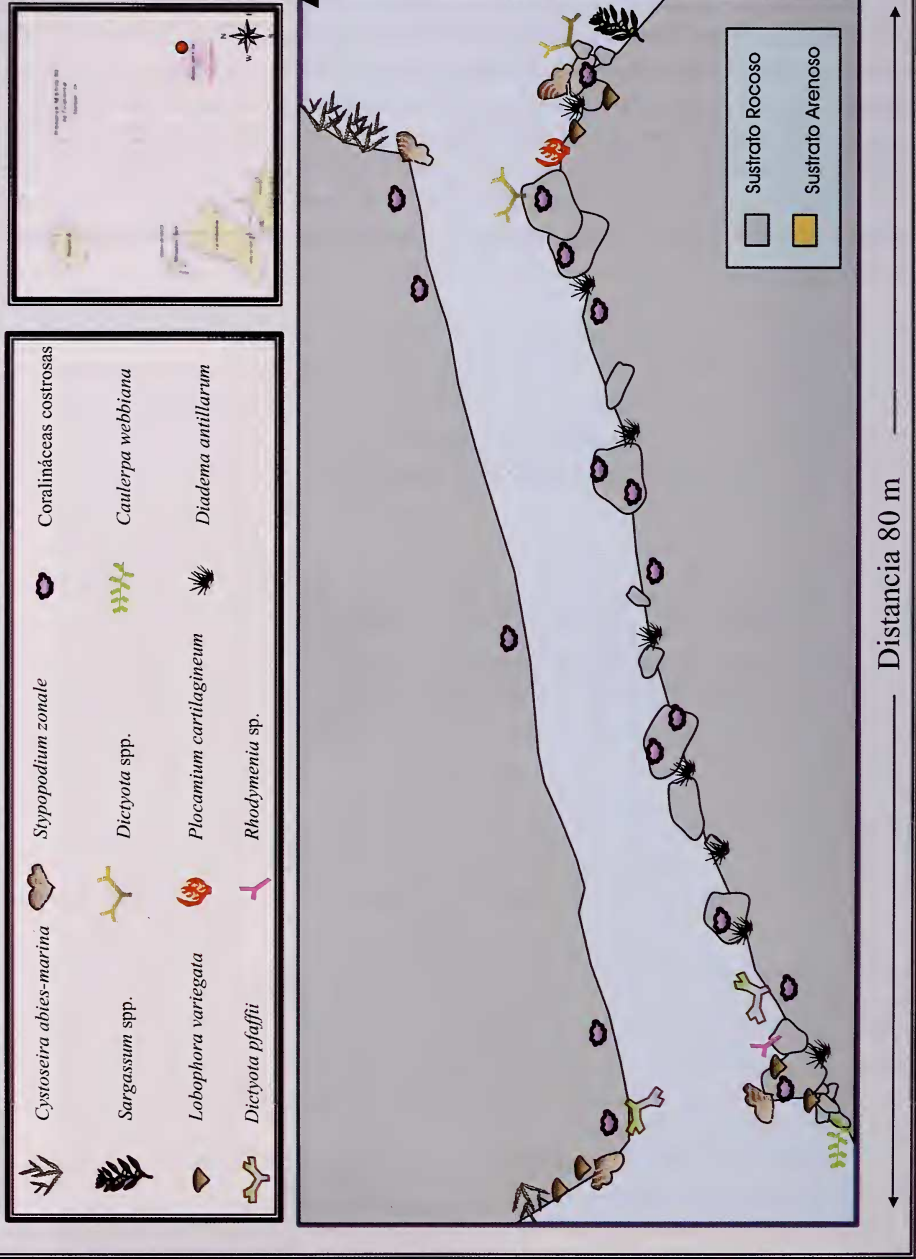 Cystoseira abies-marina
Stypopodium zonale
Coralináceas costrosas
Sargassum spp.
Dictyota spp.
Caulerpa webbiana
Lobophora variegata
Plocamium cartilagineum
Diadema antillarum
Dictyota pfaffii
Rhodymenia sp.
N
W
Sustrato Rocoso
Sustrato Arenoso
Distancia 80 m